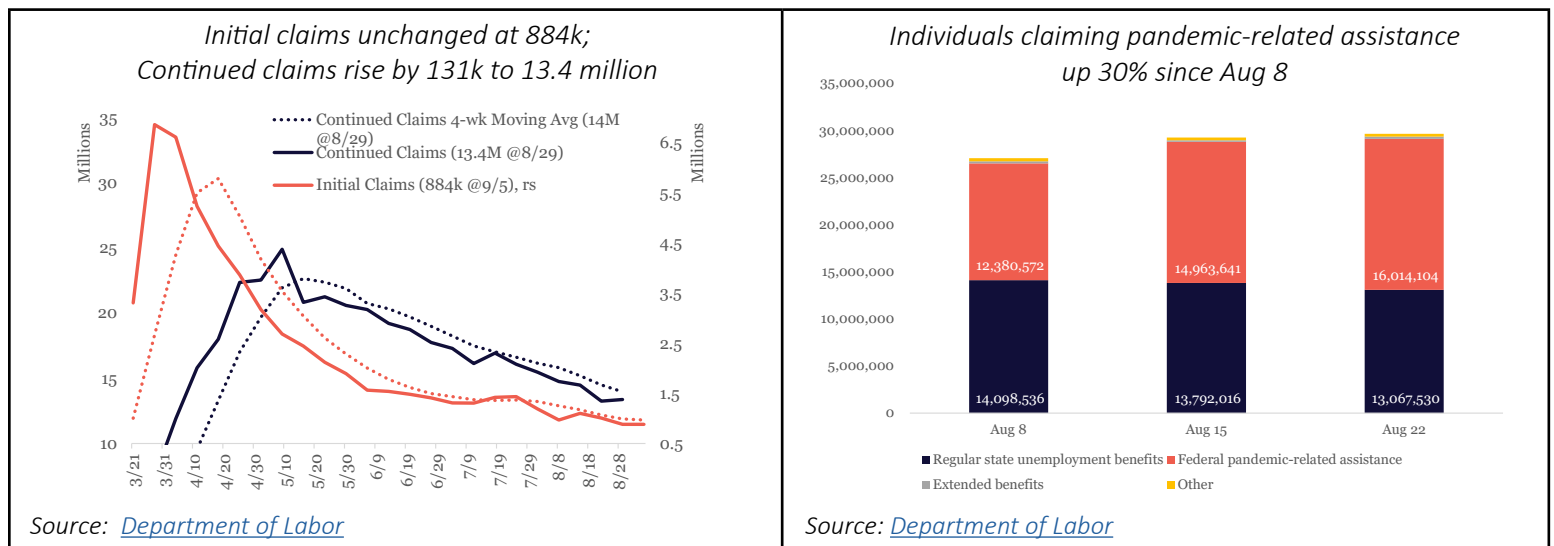 Initial claims unchanged at 884k;
Continued claims rise by 131k to 13.4 million
Millions
Millions
Continued Claims 4-wk Moving Avg (14M
@8/29)
Continued Claims (13.4M @8/29)
Initial Claims (884k @9/5), rs
35
30
25
20
15
10
6.5
5.5
4.5
3.5
2.5
1.5
0.5
3/21
3/31
4/10
4/20
4/30
5/10
5/20
5/30
6/9
6/19
6/29
7/9
7/19
7/29
8/8
8/18
8/28
Source: Department of Labor
Individuals claiming pandemic-related assistance
up 30% since Aug 8
35,000,000
30,000,000
25,000,000
20,000,000
15,000,000
10,000,000
5,000,000
0
12,380,572
14,963,641
16,014,104
14,098,536
13,792,016
13,067,530
Aug 8
Aug 15
Aug 22
Regular state unemployment benefits
Federal pandemic-related assistance
Extended benefits
Other
Source: Department of Labor